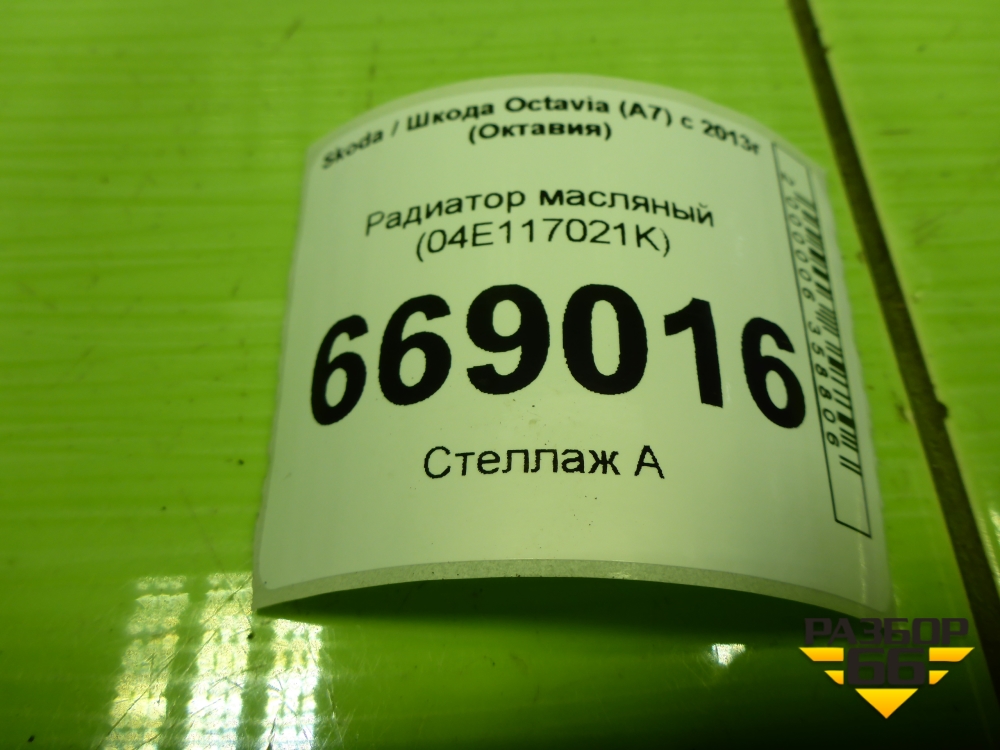 Skoda / Шкода Octavia (A7) с 2013г
(Октавия)
Радиатор масляный
(04E117021K)
669016
Стеллаж А
2000006358806
РАЗБОР
66